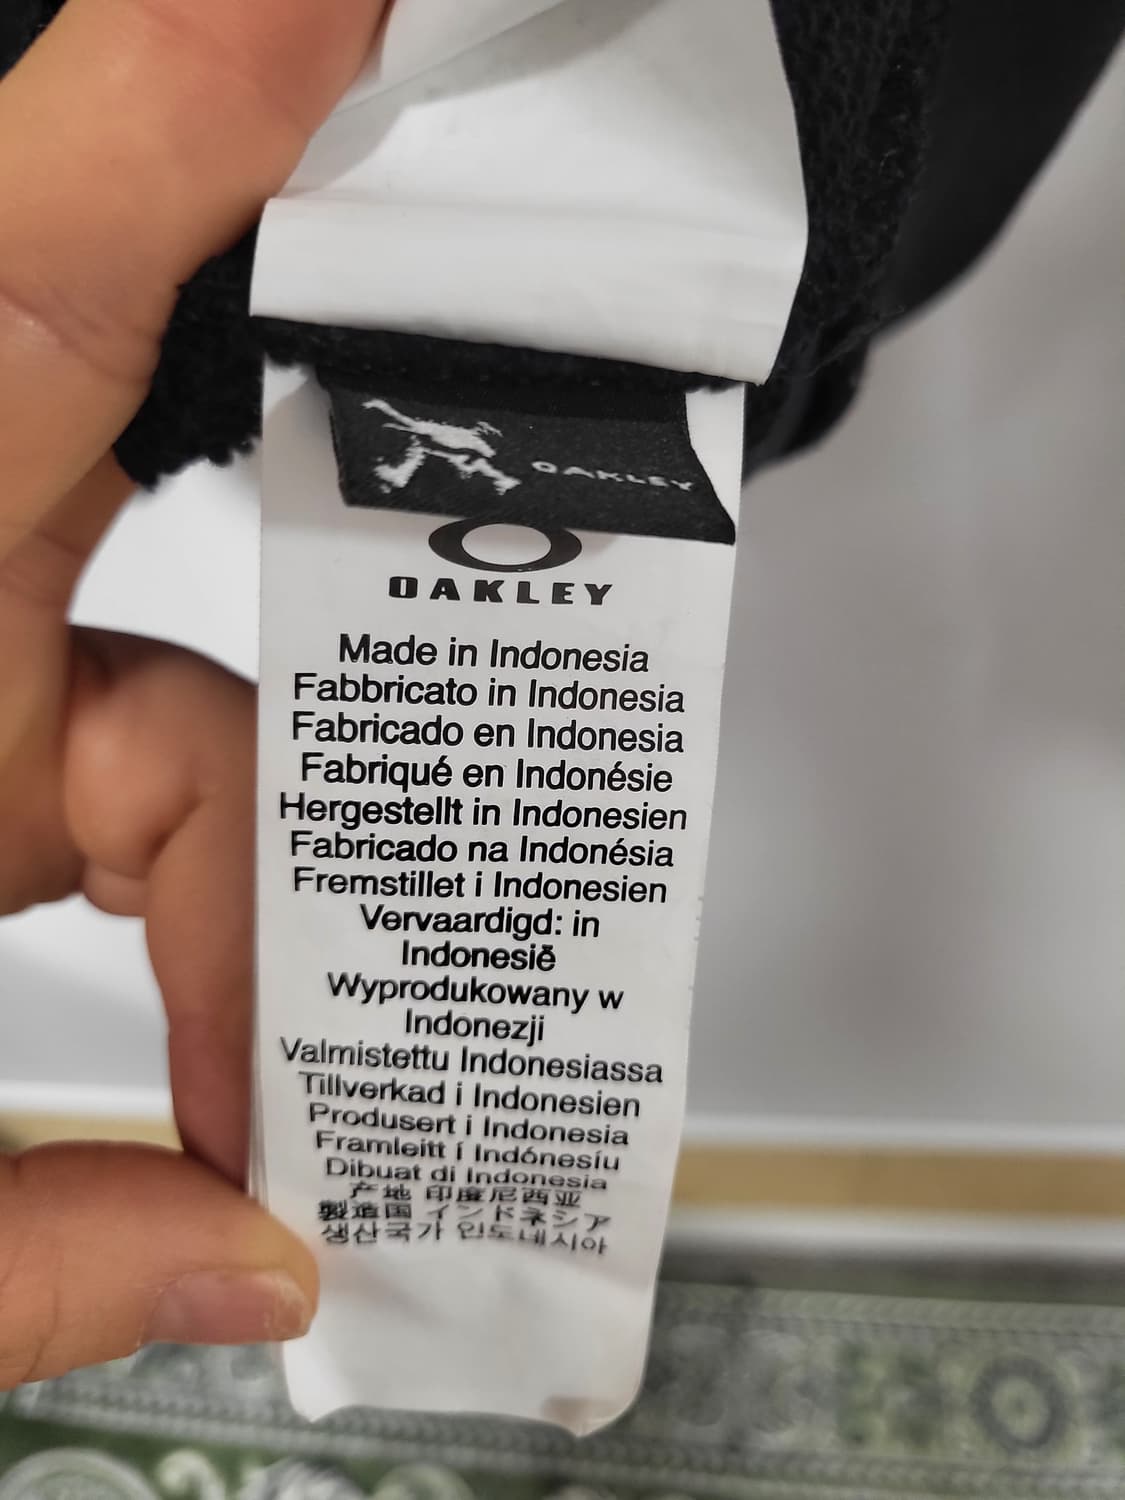 OAKLEY
OAKLEY
Made in Indonesia
Fabbricato in Indonesia
Fabricado en Indonesia
Fabriqué en Indonésie
Hergestellt in Indonesien
Fabricado na Indonésia
Fremstillet i Indonesien
Vervaardigd: in
Indonesiě
Wyprodukowany w
Indonezji
Valmistettu Indonesiassa
Tillverkad i Indonesien
Produsert i Indonesia
Framleitt í Indónesíu
Dibuat di Indonesia
产地 印度尼西亚
製造国 インドネシア
생산국가 인도네시아